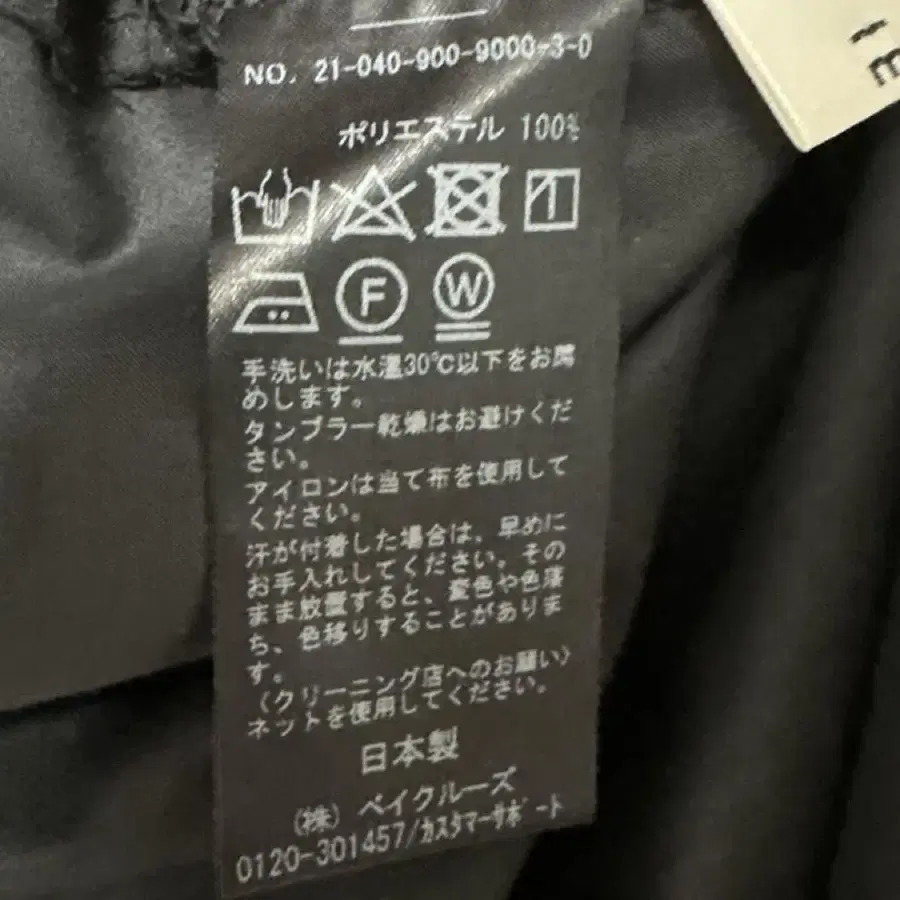 NO. 21-040-900-9000-3-0
ポリエステル 100%
F
W
手洗いは水温30℃以下をお薦
めします。
タンブラー乾燥はお避けくだ
さい。
アイロンは当て布を使用して
ください。
汗が付着した場合は、早めに
お手入れしてください。その
まま放置すると、変色や色落
ち、色移りすることがありま
す。
〈クリーニング店へのお願い〉
ネットを使用してください。
日本製
(株) ベイクルーズ
0120-301457/カスタマーサポート